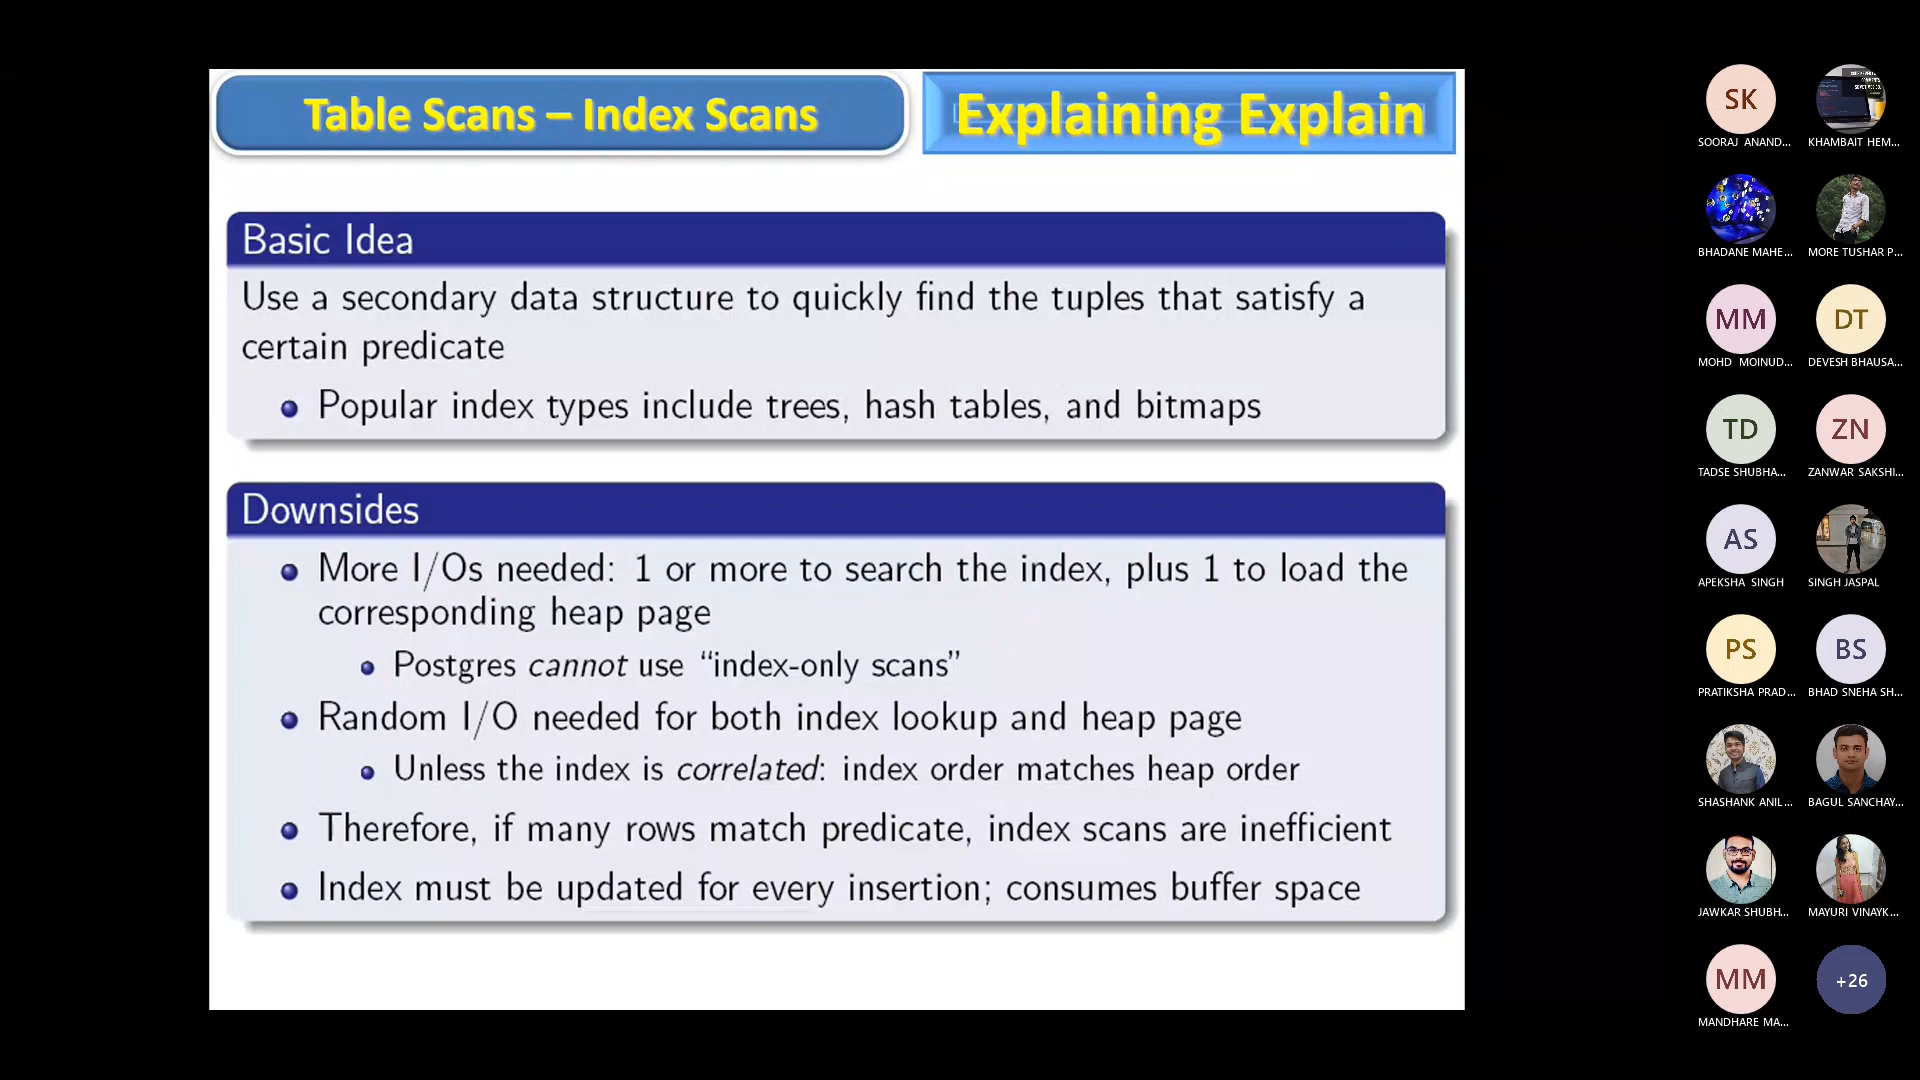 Table Scans – Index Scans
Explaining Explain
Basic Idea
Use a secondary data structure to quickly find the tuples that satisfy a
certain predicate
Popular index types include trees, hash tables, and bitmaps
Downsides
More I/Os needed: 1 or more to search the index, plus 1 to load the
corresponding heap page
Postgres cannot use “index-only scans”
Random I/O needed for both index lookup and heap page
Unless the index is correlated: index order matches heap order
Therefore, if many rows match predicate, index scans are inefficient
Index must be updated for every insertion; consumes buffer space
SK
SOORAJ ANAND...
KHAMBAIT HEM...
BHADANE MAHE...
MORE TUSHAR P...
MM
DT
MOHD MOINUD...
DEVESH BHAUSA...
TD
ZN
TADSE SHUBHA...
ZANWAR SAKSHI...
AS
APEKSHA SINGH
SINGH JASPAL
PS
BS
PRATIKSHA PRAD...
BHAD SNEHA SH...
SHASHANK ANIL...
BAGUL SANCHAY...
JAWKAR SHUBH...
MAYURI VINAYK...
MM
+26
MANDHARE MA...